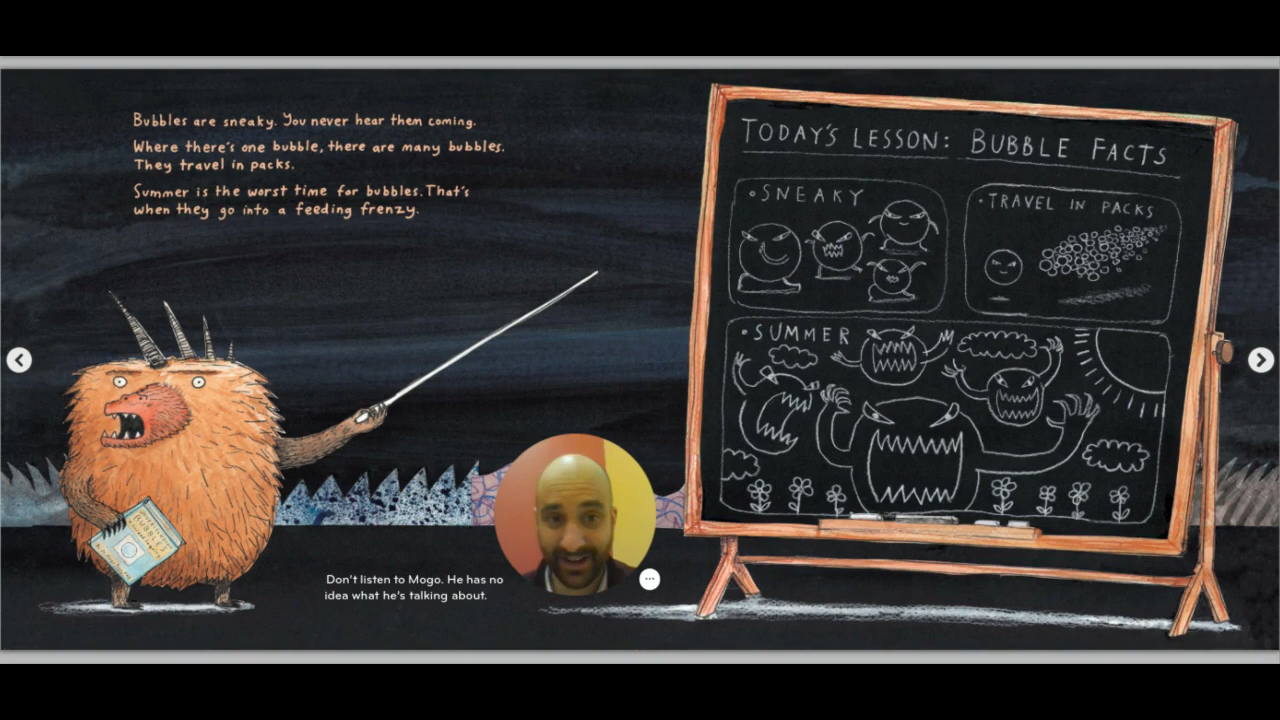 Bubbles are sneaky. You never hear them coming.
Where there's one bubble, there are many bubbles.
They travel in packs.
Summer is the worst time for bubbles. That's
when they go into a feeding frenzy.
Don't listen to Mogo. He has no
idea what he's talking about.
TODAY'S LESSON: BUBBLE FACTS
• SNEAKY
• TRAVEL IN PACKS
• SUMMER
BUBBLES